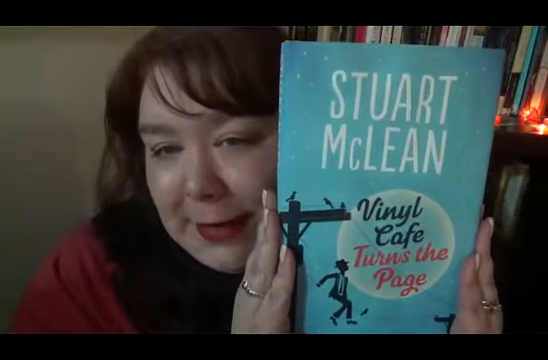 STUART
McLEAN
Vinyl
Cafe
Turns the
Page